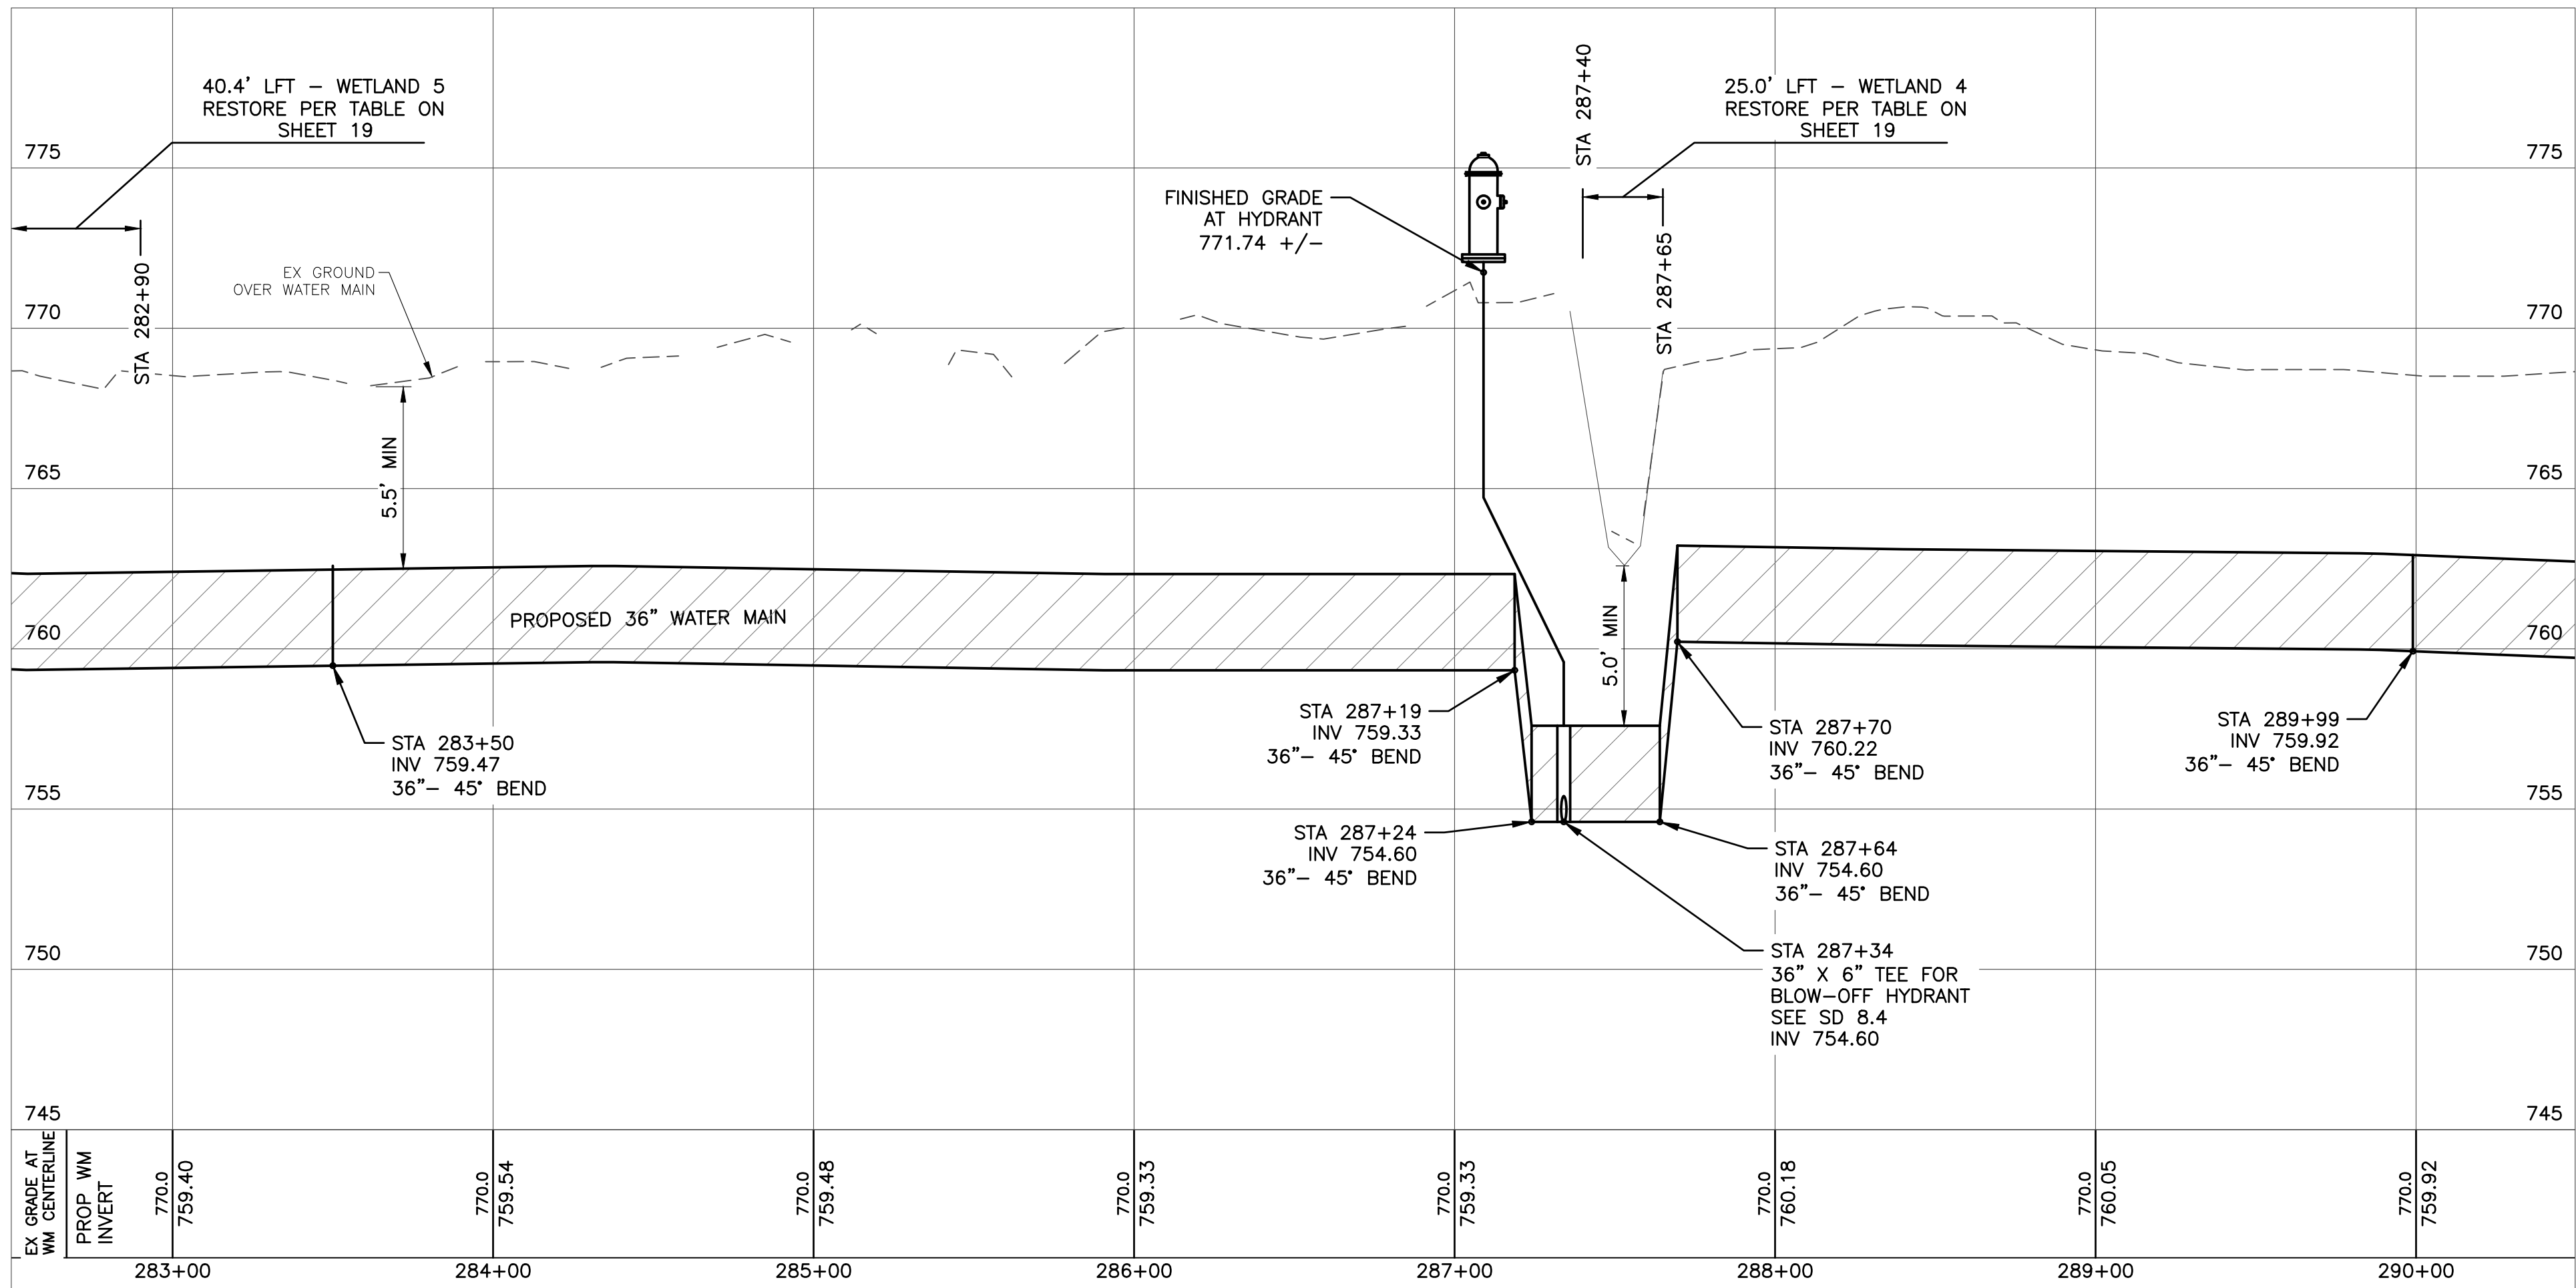 40.4' LFT – WETLAND 5
RESTORE PER TABLE ON
SHEET 19
STA 287+40
25.0' LFT – WETLAND 4
RESTORE PER TABLE ON
SHEET 19
775
775
FINISHED GRADE
AT HYDRANT
771.74 +/–
STA 282+90
EX GROUND
OVER WATER MAIN
STA 287+65
770
770
765
765
5.5' MIN
PROPOSED 36" WATER MAIN
760
760
5.0' MIN
STA 283+50
INV 759.47
36"– 45° BEND
STA 287+19
INV 759.33
36"– 45° BEND
STA 287+70
INV 760.22
36"– 45° BEND
STA 289+99
INV 759.92
36"– 45° BEND
755
755
STA 287+24
INV 754.60
36"– 45° BEND
STA 287+64
INV 754.60
36"– 45° BEND
750
750
STA 287+34
36" X 6" TEE FOR
BLOW–OFF HYDRANT
SEE SD 8.4
INV 754.60
745
745
EX GRADE AT
WM CENTERLINE
PROP WM
INVERT
770.0
759.40
770.0
759.54
770.0
759.48
770.0
759.33
770.0
759.33
770.0
760.18
770.0
760.05
770.0
759.92
283+00
284+00
285+00
286+00
287+00
288+00
289+00
290+00